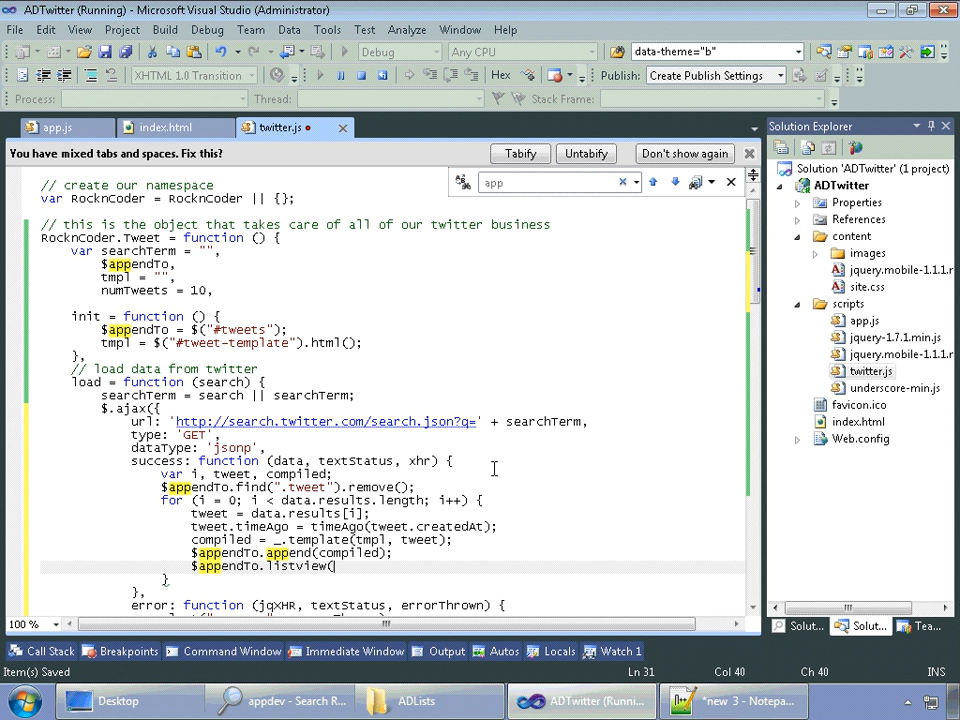 ADTwitter (Running) - Microsoft Visual Studio (Administrator)
File Edit View Project Build Debug Team Data Tools Test Analyze Window Help
Debug Any CPU data-theme="b"
XHTML 1.0 Transition Hex Publish: Create Publish Settings
Process: Thread: Stack Frame:
app.js index.html twitter.js
You have mixed tabs and spaces. Fix this? Tabify Untabify Don't show again
app
// create our namespace
var RocknCoder = RocknCoder || {};
// this is the object that takes care of all of our twitter business
RocknCoder.Tweet = function () {
var searchTerm = "",
$appendTo,
tmpl = "",
numTweets = 10,
init = function () {
$appendTo = $("#tweets");
tmpl = $("#tweet-template").html();
},
// load data from twitter
load = function (search) {
searchTerm = search || searchTerm;
$.ajax({
url: 'http://search.twitter.com/search.json?q=' + searchTerm,
type: 'GET',
dataType: 'jsonp',
success: function (data, textStatus, xhr) {
var i, tweet, compiled;
$appendTo.find(".tweet").remove();
for (i = 0; i < data.results.length; i++) {
tweet = data.results[i];
tweet.timeAgo = timeAgo(tweet.createdAt);
compiled = _.template(tmpl, tweet);
$appendTo.append(compiled);
$appendTo.listview(
}
},
error: function (jqXHR, textStatus, errorThrown) {
100 %
Solution Explorer
Solution 'ADTwitter' (1 project)
ADTwitter
Properties
References
content
images
jquery.mobile-1.1.1.r
site.css
scripts
app.js
jquery-1.7.1.min.js
jquery.mobile-1.1.1.r
twitter.js
underscore-min.js
favicon.ico
index.html
Web.config
Solut... Solut... Tea...
Call Stack Breakpoints Command Window Immediate Window Output Autos Locals Watch 1
Item(s) Saved Ln 31 Col 40 Ch 40 INS
Desktop appdev - Search R... ADLists ADTwitter (Runni... *new 3 - Notepa...